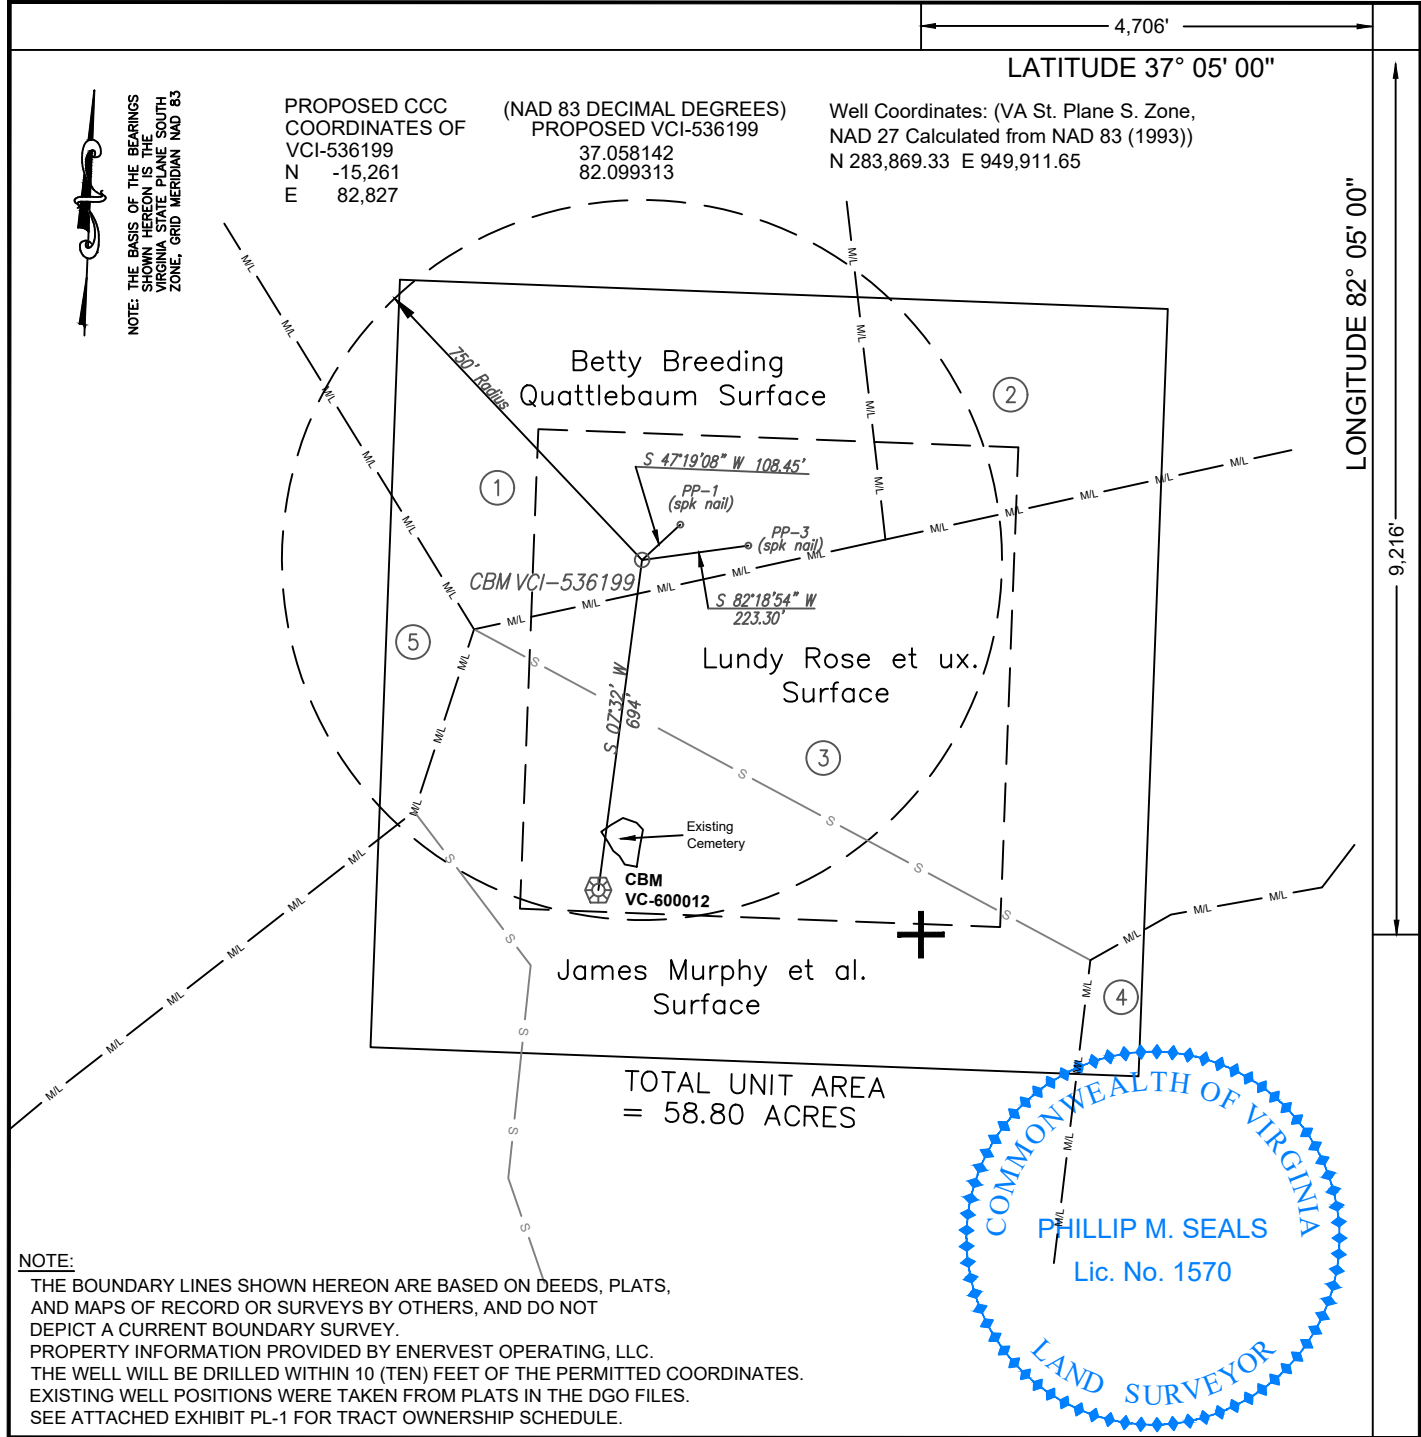 4,706'
LATITUDE 37° 05' 00"
LONGITUDE 82° 05' 00"
9,216'
NOTE: THE BASIS OF THE BEARINGS
SHOWN HEREON IS THE
VIRGINIA STATE PLANE SOUTH
ZONE, GRID MERIDIAN NAD 83
PROPOSED CCC
COORDINATES OF
VCI-536199
N -15,261
E 82,827
(NAD 83 DECIMAL DEGREES)
PROPOSED VCI-536199
37.058142
82.099313
Well Coordinates: (VA St. Plane S. Zone,
NAD 27 Calculated from NAD 83 (1993))
N 283,869.33 E 949,911.65
M/L
M/L
M/L
M/L
M/L
M/L
M/L
M/L
M/L
M/L
M/L
750' Radius
Betty Breeding
Quattlebaum Surface
2
1
S 47°19'08" W 108.45'
PP-1
(spk nail)
PP-3
(spk nail)
CBM VCI-536199
S 82°18'54" W
223.30'
M/L
M/L
M/L
M/L
M/L
M/L
M/L
M/L
M/L
M/L
M/L
5
Lundy Rose et ux.
Surface
S 07°32' W
694'
3
M/L
M/L
M/L
S
S
S
S
S
Existing
Cemetery
CBM
VC-600012
M/L
M/L
M/L
M/L
M/L
M/L
S
S
S
S
S
James Murphy et al.
Surface
M/L
M/L
M/L
4
M/L
M/L
M/L
M/L
TOTAL UNIT AREA
= 58.80 ACRES
COMMONWEALTH OF VIRGINIA
PHILLIP M. SEALS
Lic. No. 1570
LAND SURVEYOR
NOTE:
THE BOUNDARY LINES SHOWN HEREON ARE BASED ON DEEDS, PLATS,
AND MAPS OF RECORD OR SURVEYS BY OTHERS, AND DO NOT
DEPICT A CURRENT BOUNDARY SURVEY.
PROPERTY INFORMATION PROVIDED BY ENERVEST OPERATING, LLC.
THE WELL WILL BE DRILLED WITHIN 10 (TEN) FEET OF THE PERMITTED COORDINATES.
EXISTING WELL POSITIONS WERE TAKEN FROM PLATS IN THE DGO FILES.
SEE ATTACHED EXHIBIT PL-1 FOR TRACT OWNERSHIP SCHEDULE.